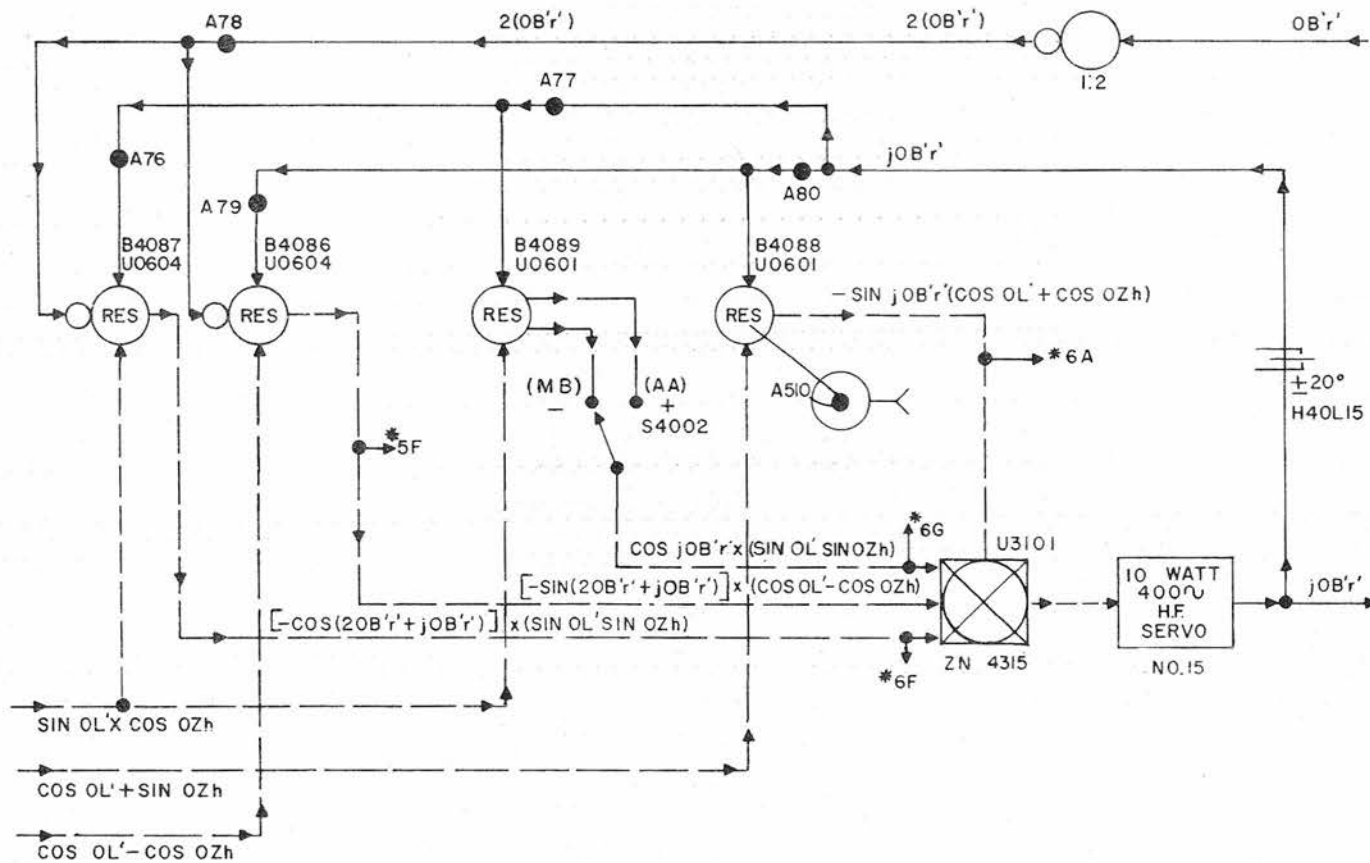 A78
2(OB'r')
2(OB'r')
OB'r'
1:2
A77
A76
jOB'r'
A79
A80
B4087
U0604
B4086
U0604
B4089
U0601
B4088
U0601
RES
RES
RES
RES
-SIN jOB'r'(COS OL' + COS OZh)
*6A
(MB)
-
(AA)
+
S4002
A510
±20°
H40L15
*5F
*6G
U3101
COS jOB'r'x (SIN OL' SIN OZh)
[-SIN(2OB'r' + jOB'r')] x (COS OL'-COS OZh)
[-COS(2OB'r' + jOB'r')] x (SIN OL' SIN OZh)
10 WATT
400~
H.F.
SERVO
jOB'r'
NO.15
ZN 4315
*6F
SIN OL'X COS OZh
COS OL' + SIN OZh
COS OL' - COS OZh